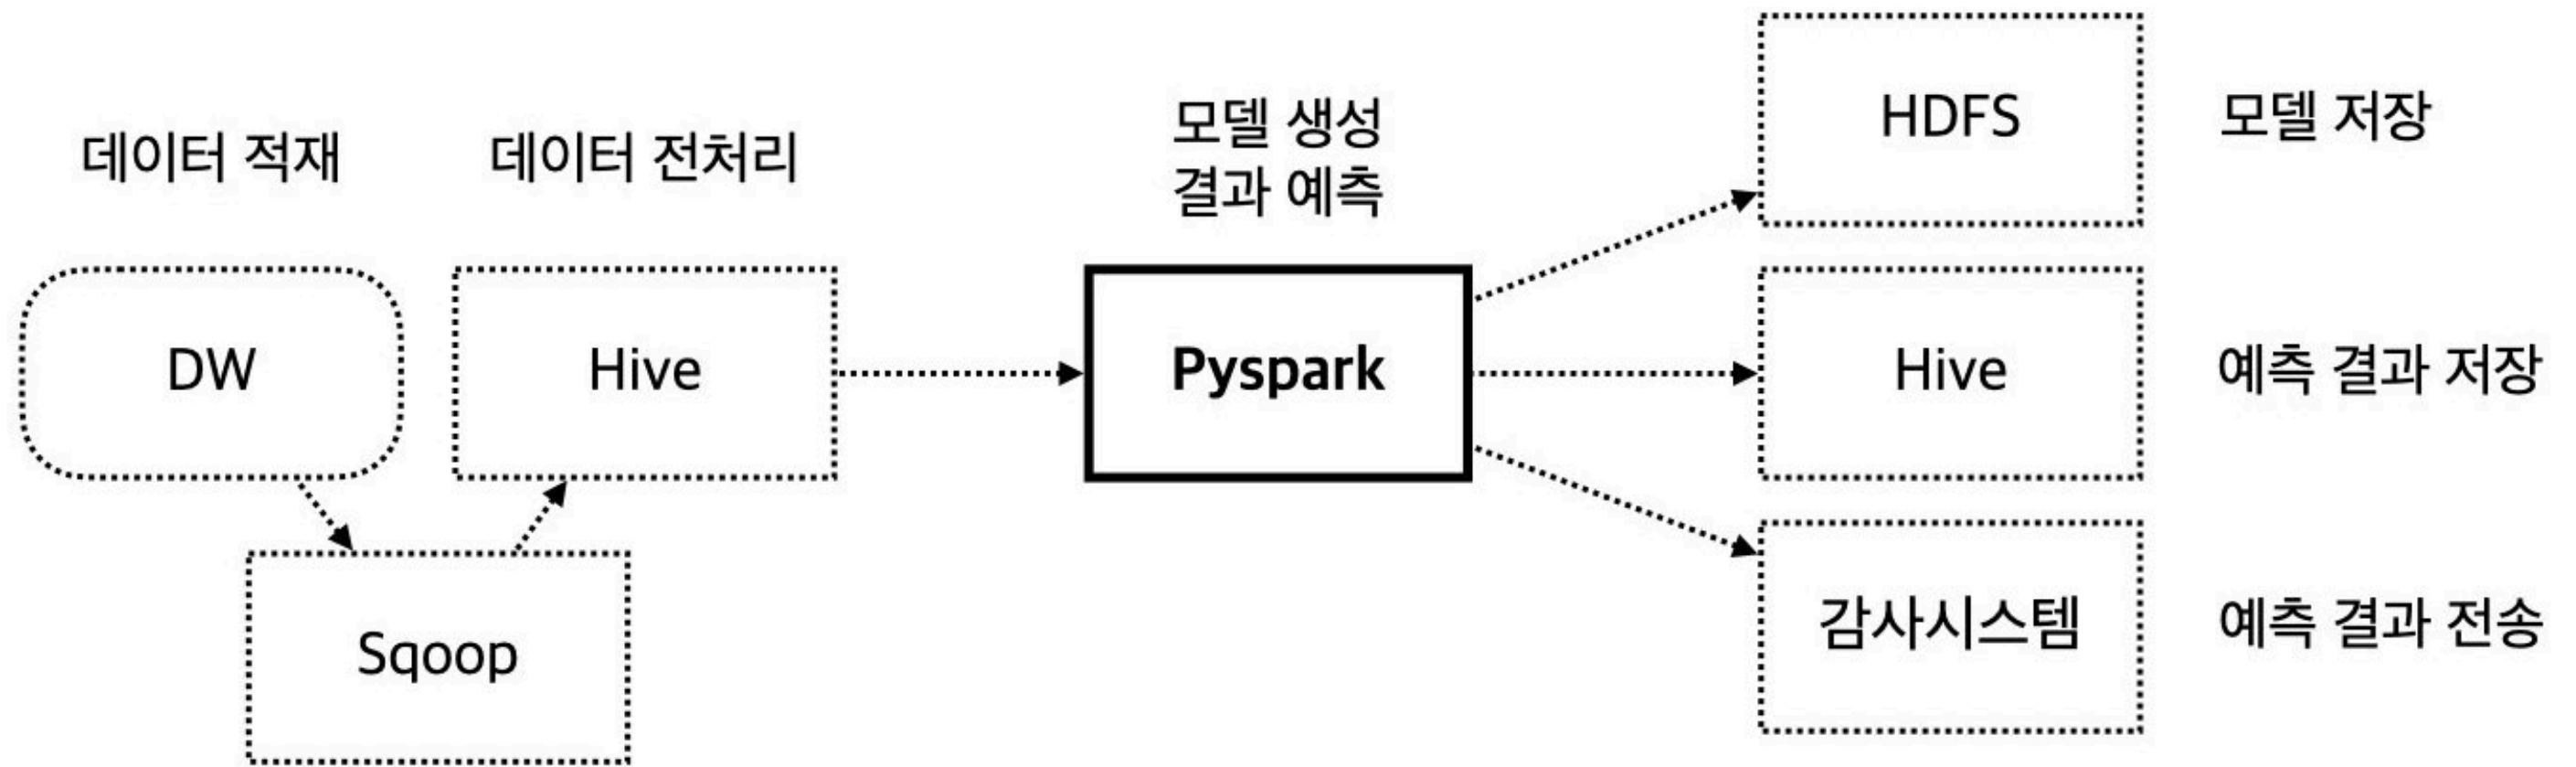 데이터 적재
데이터 전처리
모델 생성
결과 예측
DW
Hive
Sqoop
Pyspark
HDFS
모델 저장
Hive
예측 결과 저장
감사시스템
예측 결과 전송